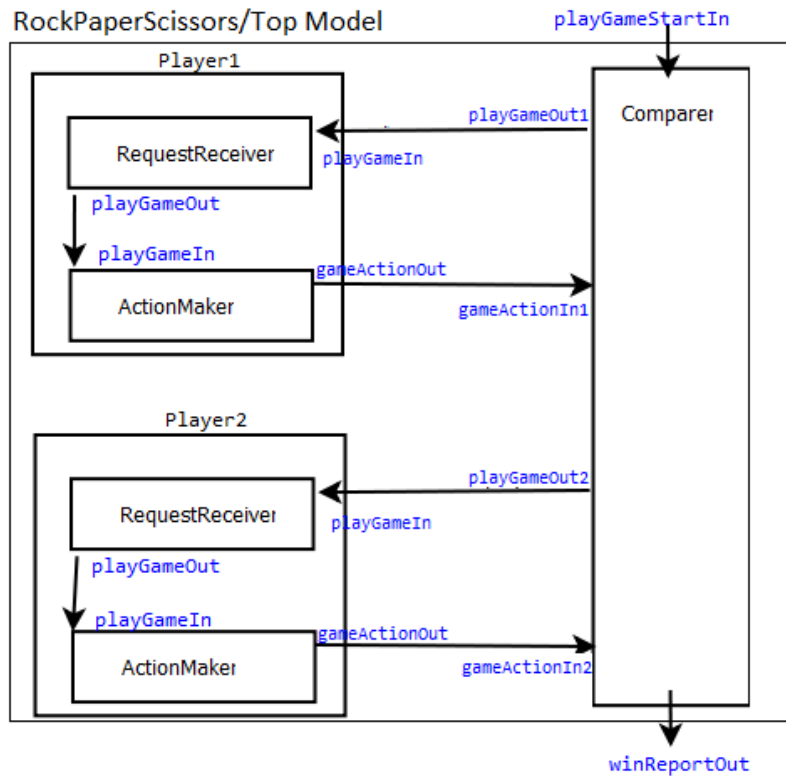 RockPaperScissors/Top Model
playGameStartIn
Player1
Comparer
playGameOut1
RequestReceiver
playGameIn
playGameOut
playGameIn
gameActionOut
ActionMaker
gameActionIn1
Player2
playGameOut2
RequestReceiver
playGameIn
playGameOut
playGameIn
gameActionOut
ActionMaker
gameActionIn2
winReportOut